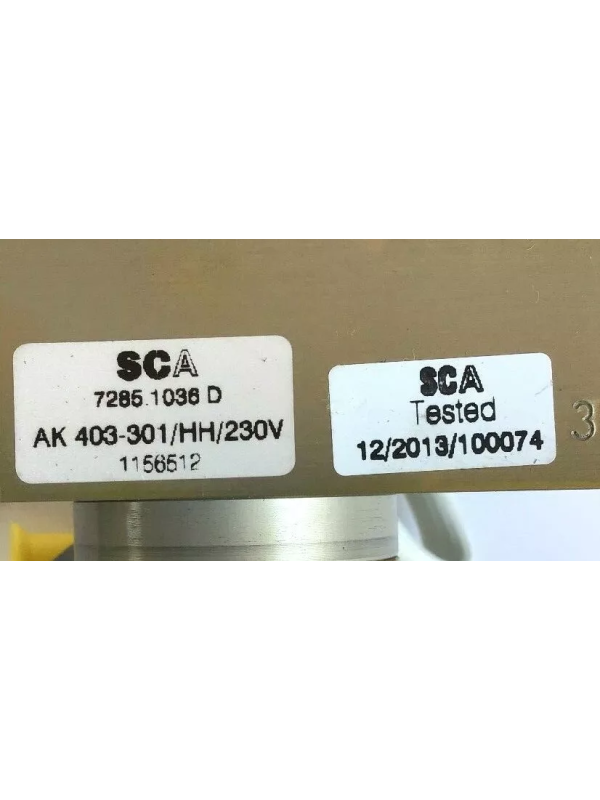 SCA
7285.1036 D
AK 403-301/HH/230V
1156512
SCA
Tested
12/2013/100074
3